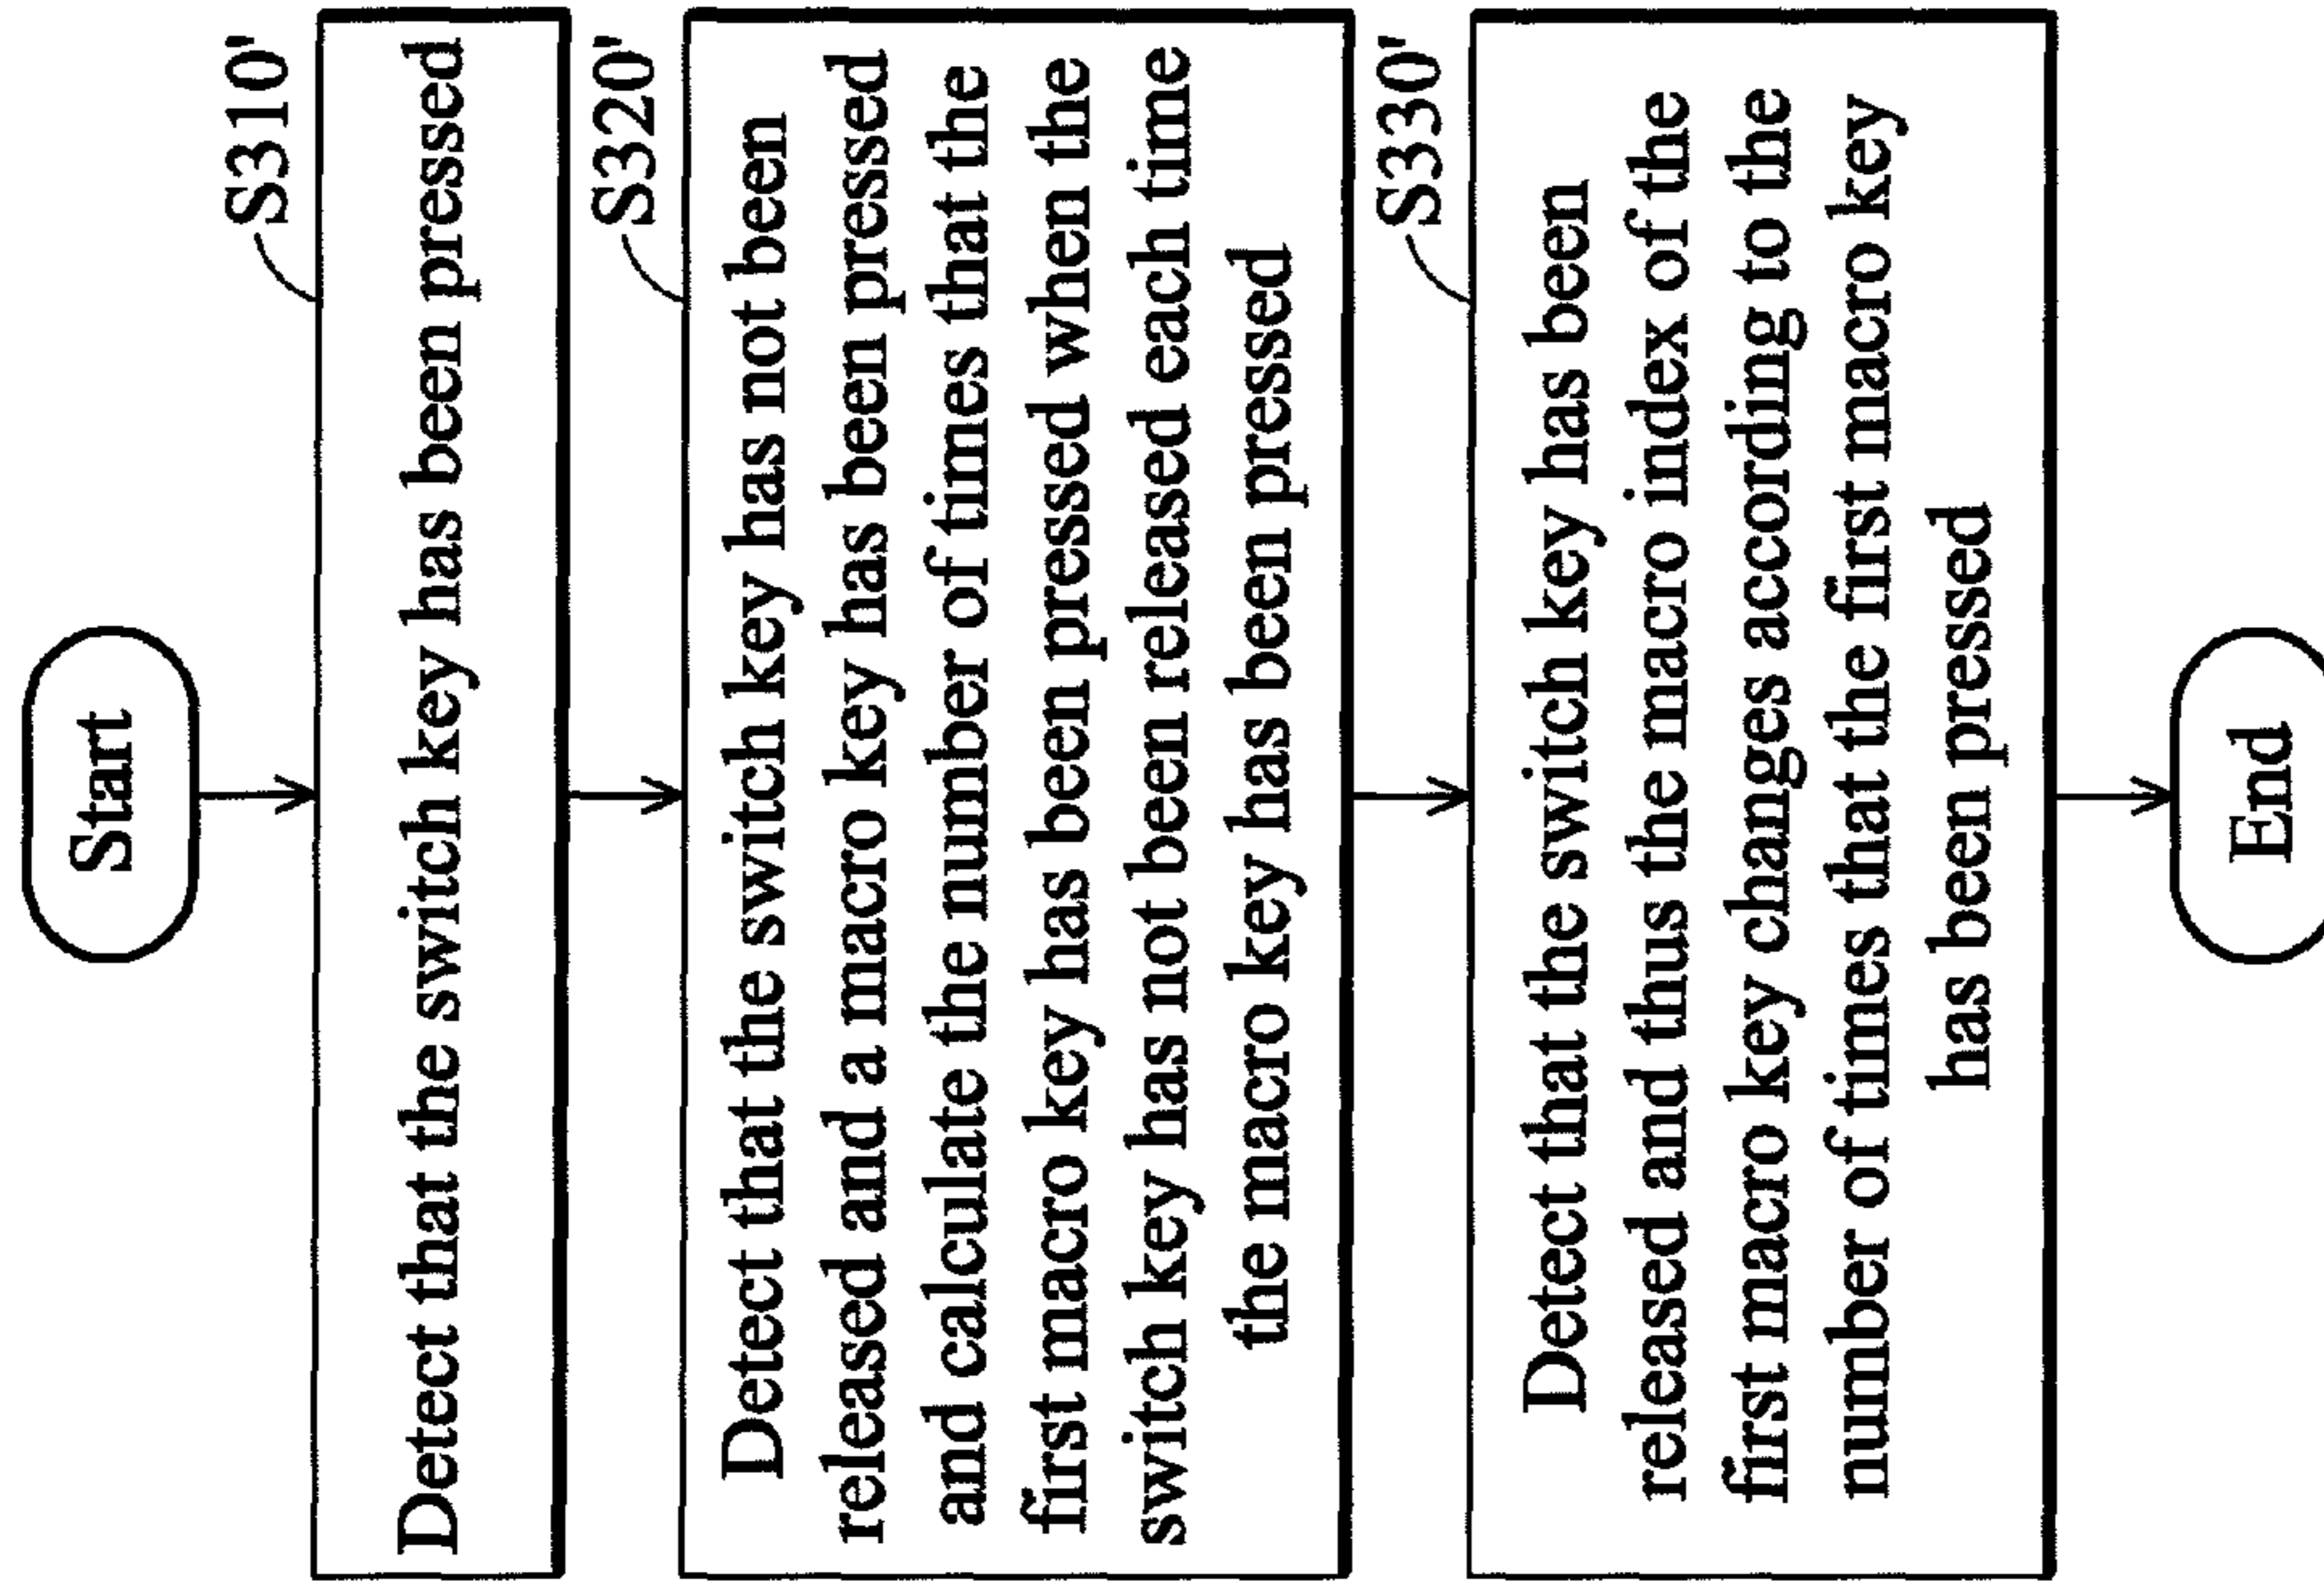 Start
S310'
Detect that the switch key has been pressed
S320'
Detect that the switch key has not been
released and a macro key has been pressed
and calculate the number of times that the
first macro key has been pressed when the
switch key has not been released each time
the macro key has been pressed
S330'
Detect that the switch key has been
released and thus the macro index of the
first macro key changes according to the
number of times that the first macro key
has been pressed
End